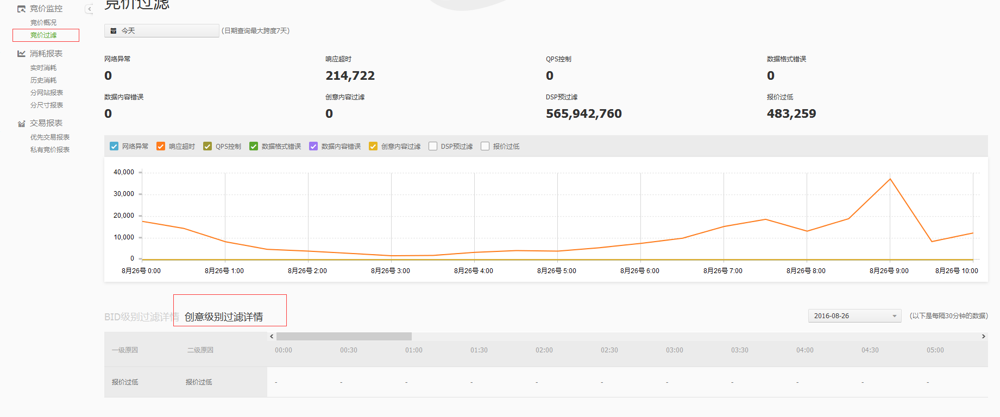 竞价监控
竞价概况
竞价过滤
消耗报表
实时消耗
历史消耗
分网站报表
分尺寸报表
交易报表
优先交易报表
私有竞价报表
竞价过滤
今天 (日期查询最大跨度7天)
网络异常 响应超时 QPS控制 数据格式错误
0 214,722 0 0
数据内容错误 创意内容过滤 DSP预过滤 报价过低
0 0 565,942,760 483,259
网络异常 响应超时 QPS控制 数据格式错误 数据内容错误 创意内容过滤 DSP预过滤 报价过低
40,000
30,000
20,000
10,000
0
8月26号 0:00 8月26号 1:00 8月26号 2:00 8月26号 3:00 8月26号 4:00 8月26号 5:00 8月26号 6:00 8月26号 7:00 8月26号 8:00 8月26号 9:00 8月26号 10:00
BID级别过滤详情 创意级别过滤详情 2016-08-26 (以下是每隔30分钟的数据)
一级原因 二级原因 00:00 00:30 01:00 01:30 02:00 02:30 03:00 03:30 04:00 04:30 05:00
报价过低 报价过低 - - - - - - - - - - -